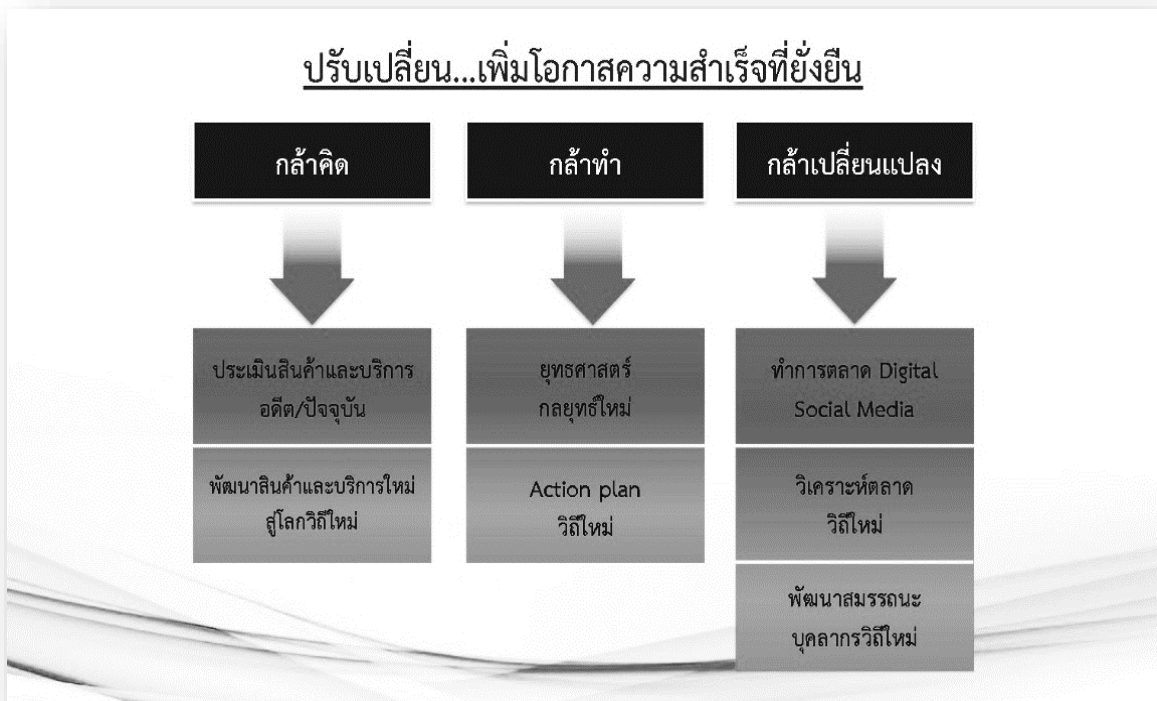 ปรับเปลี่ยน...เพิ่มโอกาสความสำเร็จที่ยั่งยืน
กล้าคิด
ประเมินสินค้าและบริการ
อดีต/ปัจจุบัน
พัฒนาสินค้าและบริการใหม่
สู่โลกวิถีใหม่
กล้าทำ
ยุทธศาสตร์
กลยุทธ์ใหม่
Action plan
วิถีใหม่
กล้าเปลี่ยนแปลง
ทำการตลาด Digital
Social Media
วิเคราะห์ตลาด
วิถีใหม่
พัฒนาสมรรถนะ
บุคลากรวิถีใหม่